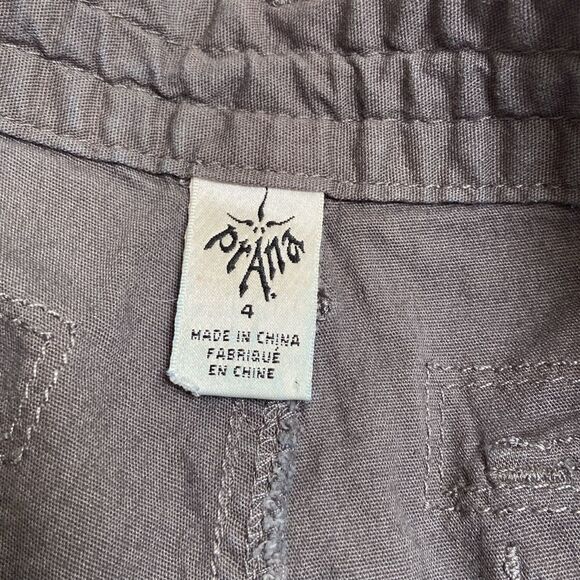 prAna
4
MADE IN CHINA
FABRIQUÉ
EN CHINE